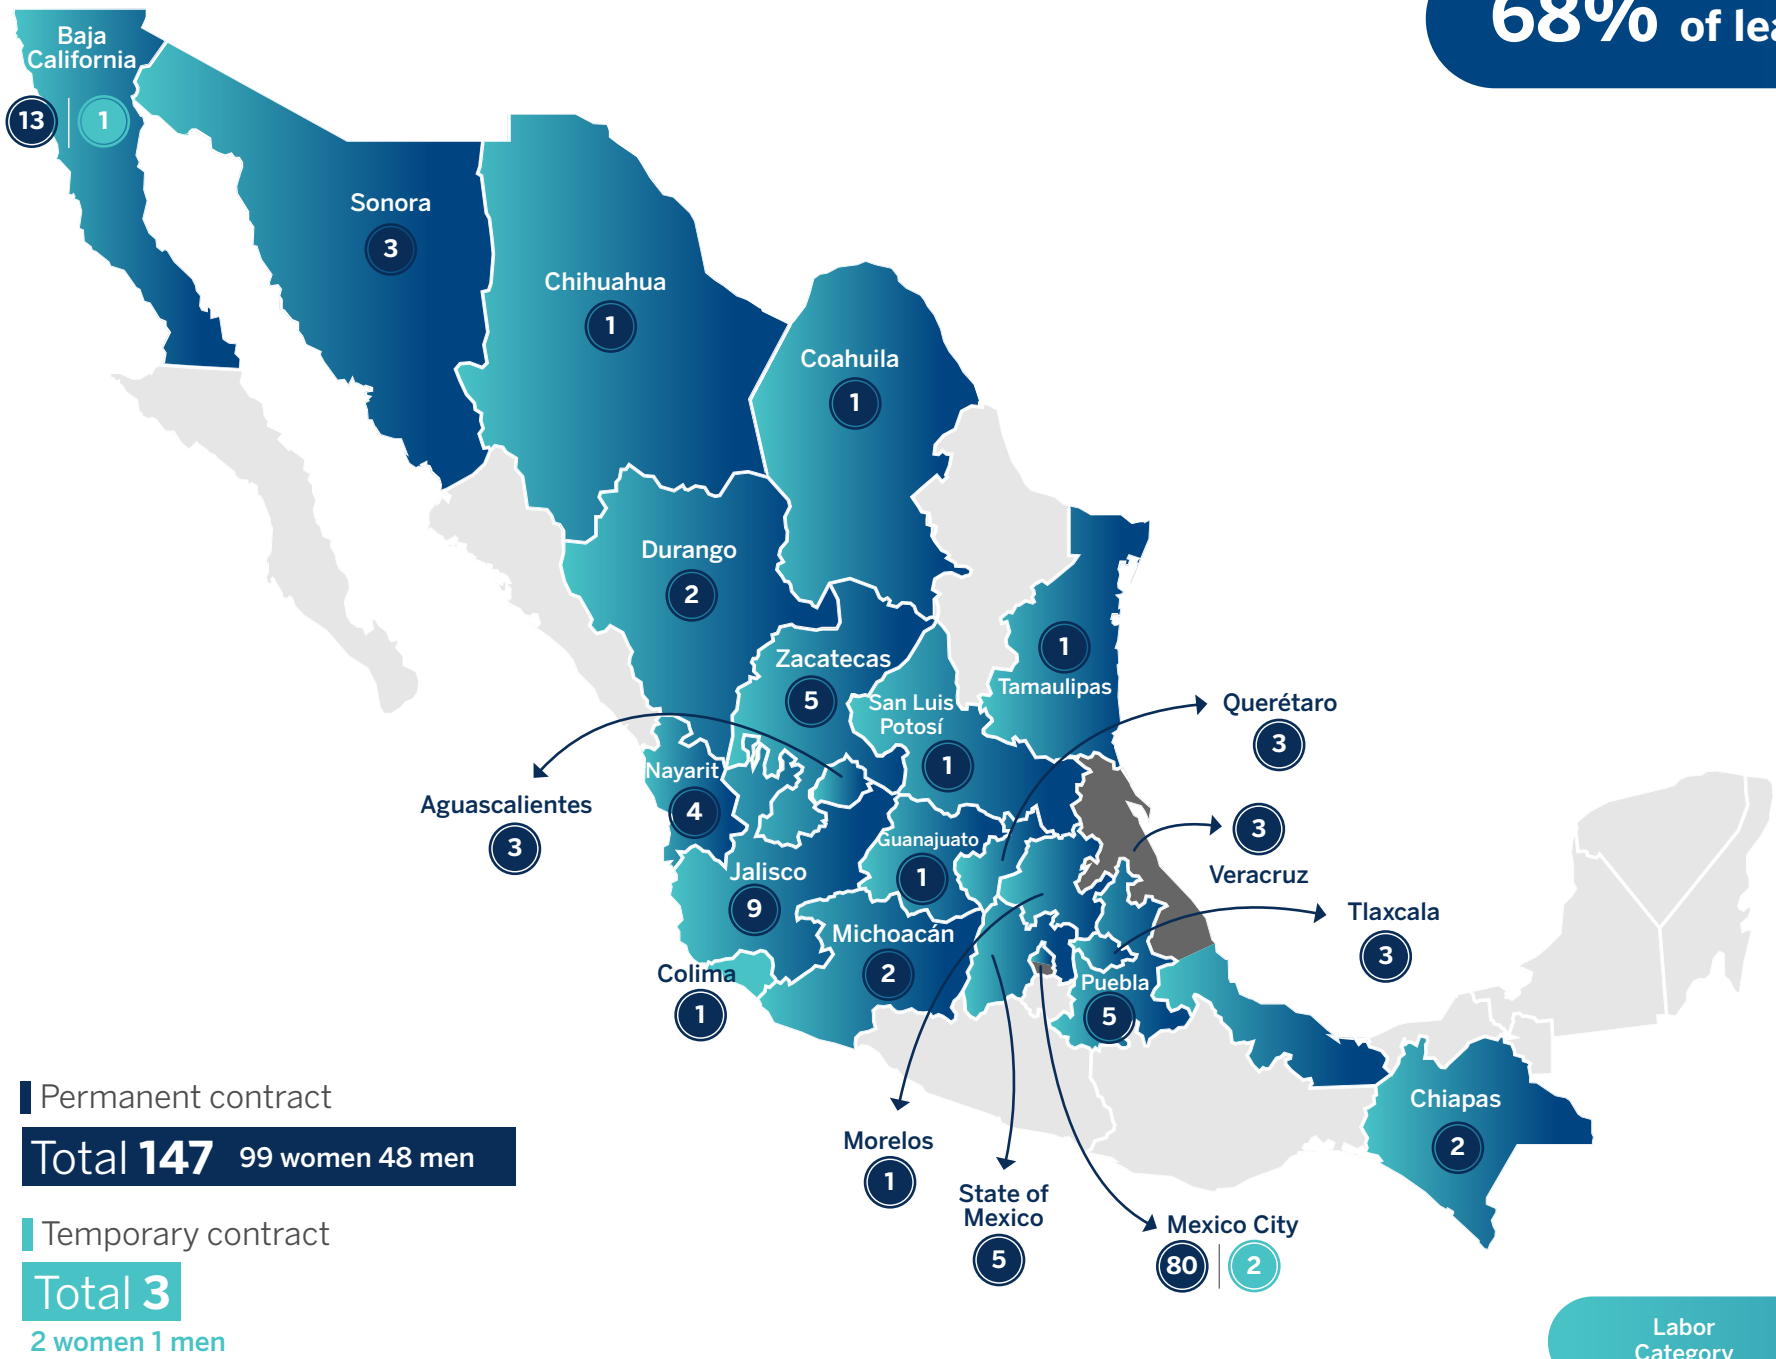 68% of lea
Baja
California
13
1
Sonora
3
Chihuahua
1
Coahuila
1
Durango
2
Zacatecas
5
San Luis
Potosí
1
1
Tamaulipas
Querétaro
3
Nayarit
4
Aguascalientes
3
Guanajuato
1
3
Veracruz
Jalisco
9
Tlaxcala
3
Michoacán
2
Colima
1
Puebla
5
Permanent contract
Total 147 99 women 48 men
Chiapas
2
Morelos
1
State of
Mexico
5
Mexico City
80
2
Temporary contract
Total 3
2 women 1 men
Labor
Category